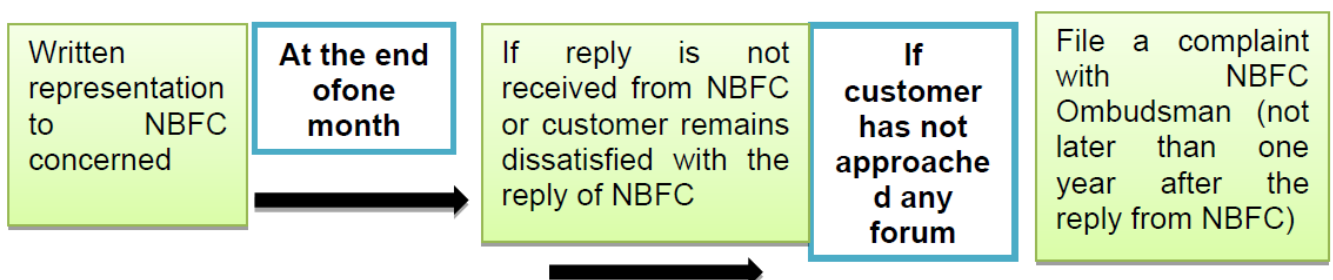 Written
representation
to NBFC
concerned
At the end
ofone
month
If reply is not
received from NBFC
or customer remains
dissatisfied with the
reply of NBFC
If
customer
has not
approache
d any
forum
File a complaint
with NBFC
Ombudsman (not
later than one
year after the
reply from NBFC)